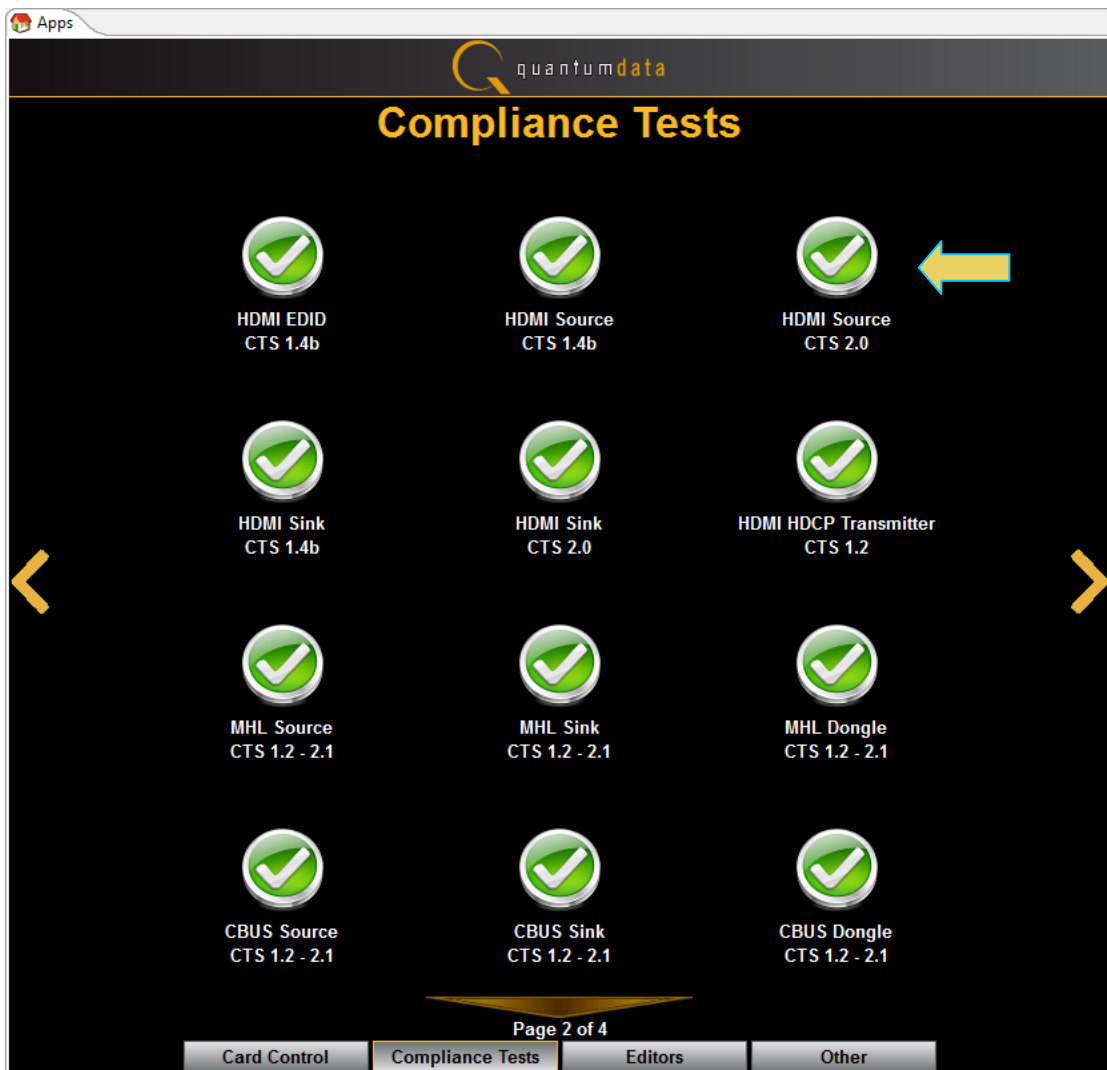 Apps
quantumdata
Compliance Tests
HDMI EDID
CTS 1.4b
HDMI Source
CTS 1.4b
HDMI Source
CTS 2.0
HDMI Sink
CTS 1.4b
HDMI Sink
CTS 2.0
HDMI HDCP Transmitter
CTS 1.2
MHL Source
CTS 1.2 - 2.1
MHL Sink
CTS 1.2 - 2.1
MHL Dongle
CTS 1.2 - 2.1
CBUS Source
CTS 1.2 - 2.1
CBUS Sink
CTS 1.2 - 2.1
CBUS Dongle
CTS 1.2 - 2.1
Page 2 of 4
Card Control
Compliance Tests
Editors
Other